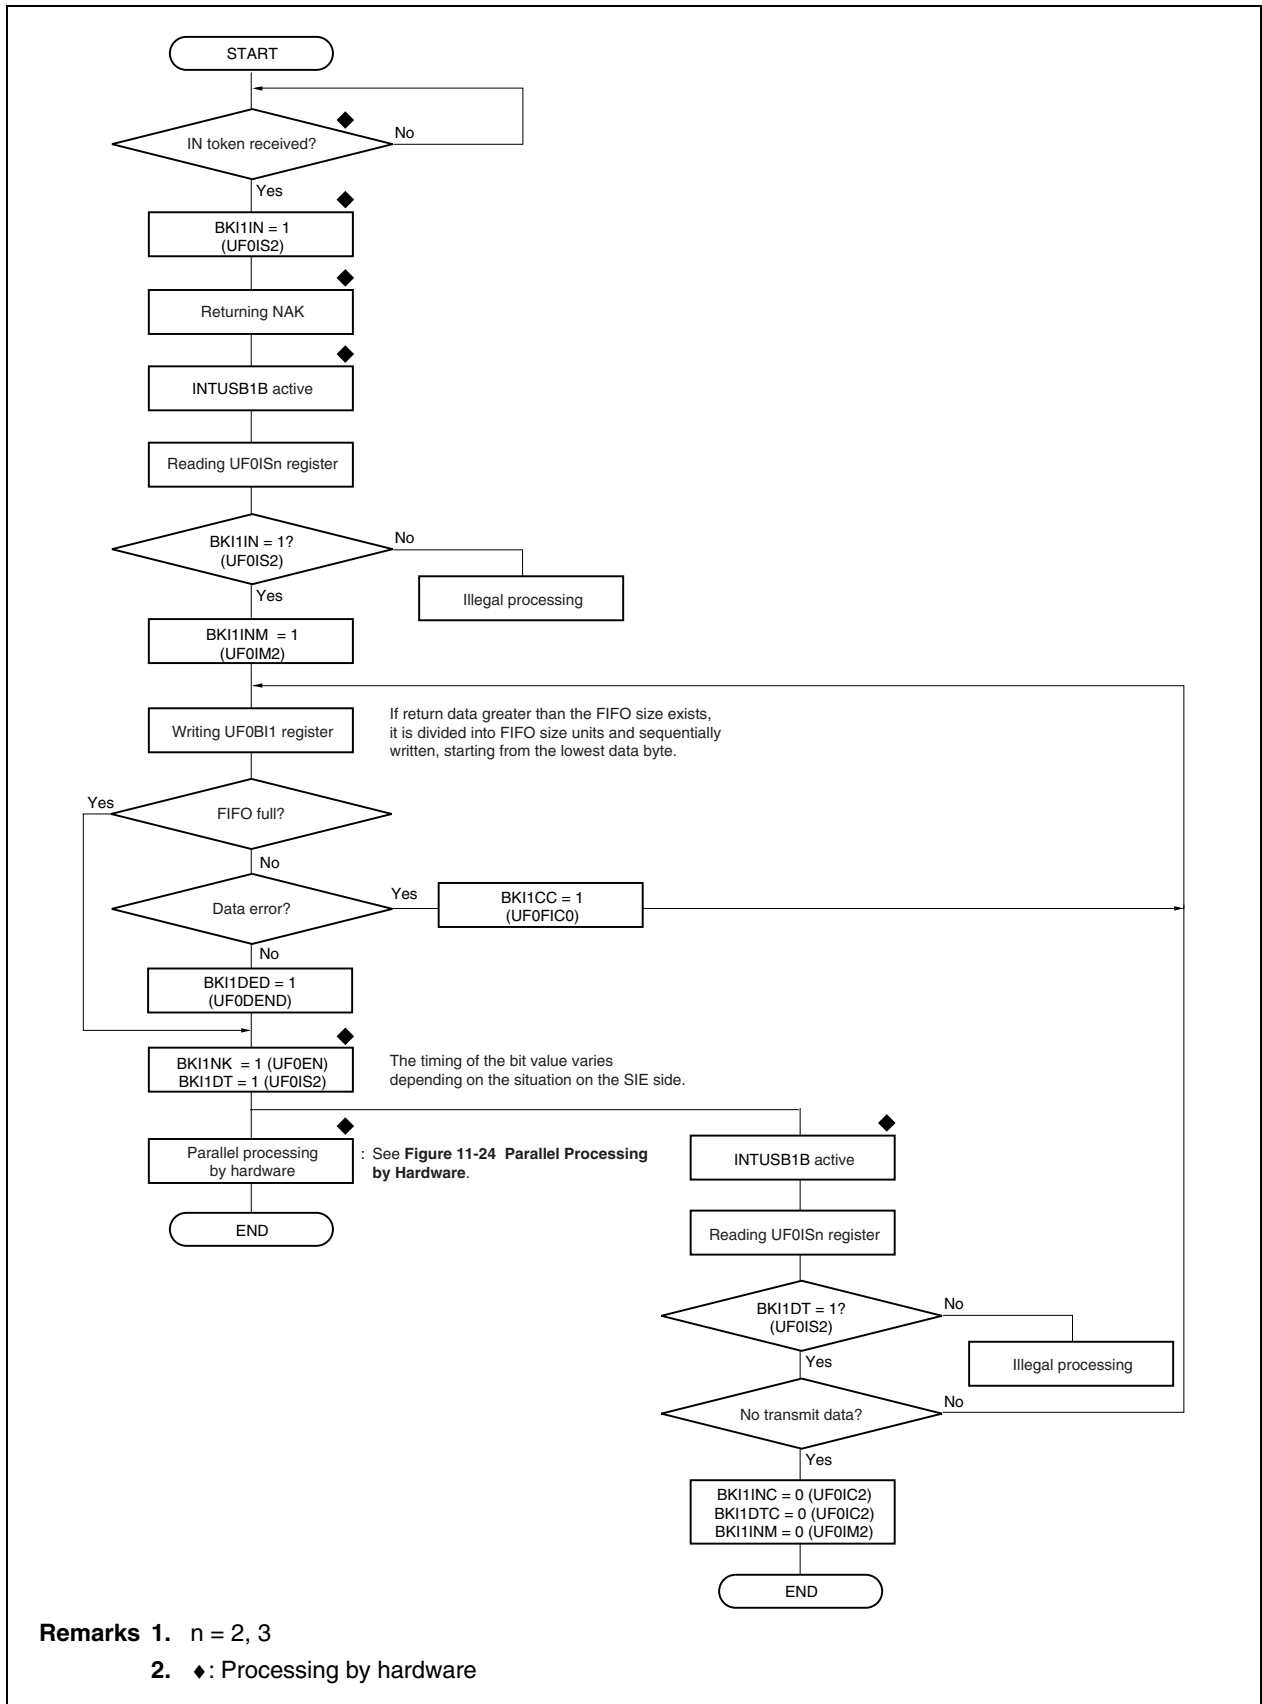 START
IN token received?
No
Yes
BKI1IN = 1
(UF0IS2)
Returning NAK
INTUSB1B active
Reading UF0ISn register
BKI1IN = 1?
(UF0IS2)
No
Illegal processing
Yes
BKI1INM = 1
(UF0IM2)
Writing UF0BI1 register
If return data greater than the FIFO size exists,
it is divided into FIFO size units and sequentially
written, starting from the lowest data byte.
Yes
FIFO full?
No
Data error?
Yes
BKI1CC = 1
(UF0FIC0)
No
BKI1DED = 1
(UF0DEND)
BKI1NK = 1 (UF0EN)
BKI1DT = 1 (UF0IS2)
The timing of the bit value varies
depending on the situation on the SIE side.
Parallel processing
by hardware
: See Figure 11-24 Parallel Processing
by Hardware.
END
INTUSB1B active
Reading UF0ISn register
BKI1DT = 1?
(UF0IS2)
No
Illegal processing
Yes
No transmit data?
No
Yes
BKI1INC = 0 (UF0IC2)
BKI1DTC = 0 (UF0IC2)
BKI1INM = 0 (UF0IM2)
END
Remarks 1. n = 2, 3
2. ♦: Processing by hardware